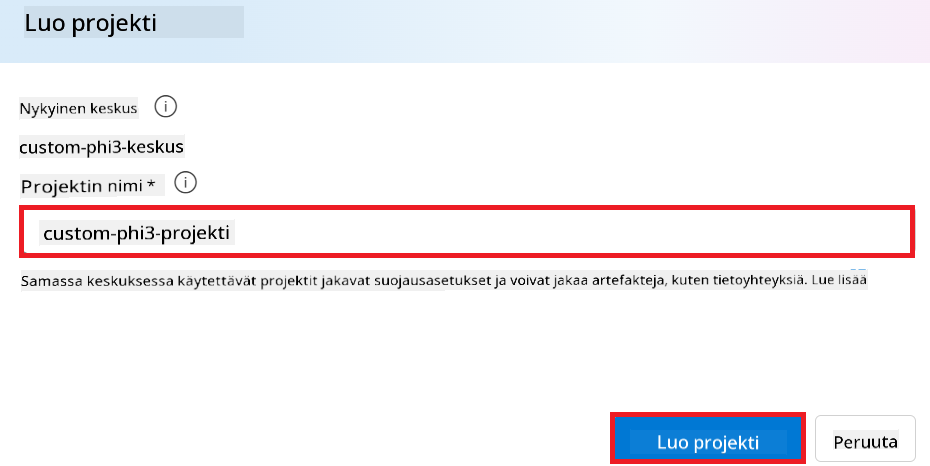 Luo projekti
Nykyinen keskus
custom-phi3-keskus
Projektin nimi *
custom-phi3-projekti
Samassa keskuksessa käytettävät projektit jakavat suojausasetukset ja voivat jakaa artefakteja, kuten tietoyhteyksiä. Lue lisää
Luo projekti Peruuta